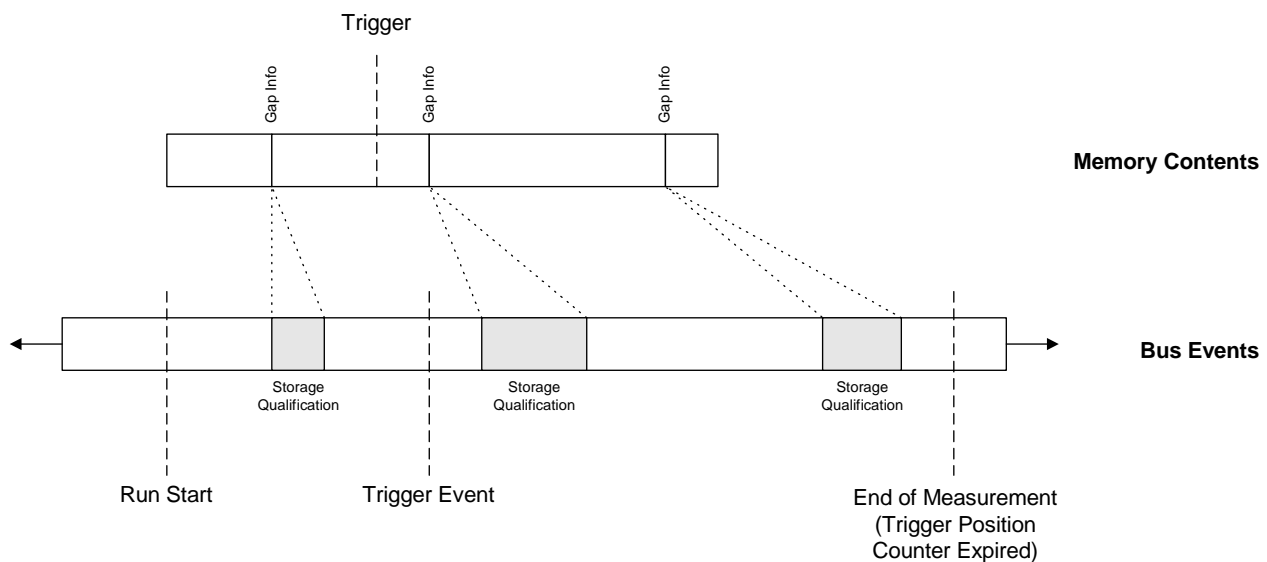 Trigger
Gap Info
Gap Info
Gap Info
Memory Contents
Bus Events
Storage
Qualification
Storage
Qualification
Storage
Qualification
Run Start
Trigger Event
End of Measurement
(Trigger Position
Counter Expired)